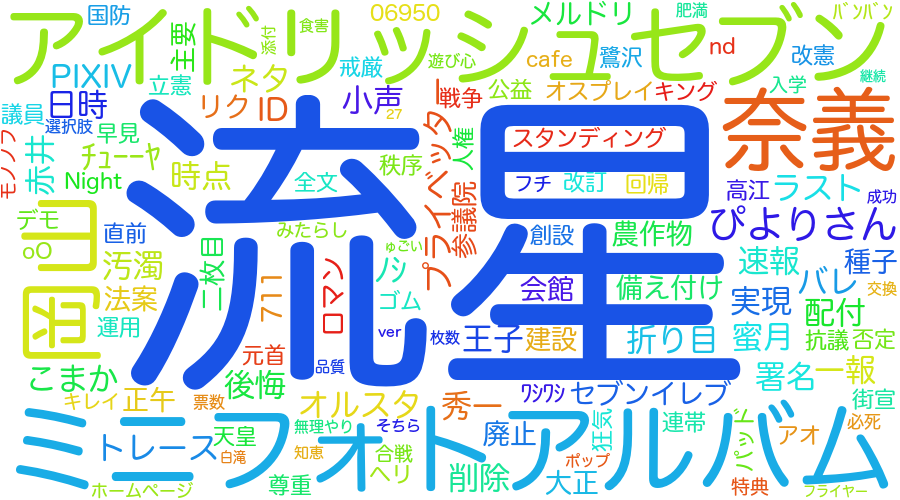 アイドリッシュセブン
国防
主要
添付
食害
06950
メルドリ
肥満
バンバン
PIXIV
立憲
ネタ
戒厳
遊び心
cafe
鷺沢
nd
改憲
継続
議員
日時
リク
ID
小声
戦争
公益
オスプレイ
キング
入学
選択肢
早見
27
人権
スタンディング
奈義
モノノフ
赤井
チューーヤ
時点
秩序
プライベッター
流星
Night
全文
参議院
フチ
改訂
回帰
高江
ラスト
成功
デモ
直前
みたらし
ぴよりさん
oO
岡山
汚濁
二枚目
ノシ
ゅごい
創設
農作物
速報
種子
法案
711
ロマン
ゴム
会館
備え付け
バレ
交換
運用
ver
枚数
王子
建設
折り目
実現
蜜月
配付
抗議
否定
元首
品質
こまか
後悔
ワシワシ
セブンイレブ
署名
一報
キレイ
正午
票数
オルスタ
秀一
街宣
ミニフォトアルバム
トレース
天皇
無理やり
そちら
廃止
狂気
連帯
パッド
アオ
必死
白滝
知恵
合戦
ヘリ
削除
ポップ
大正
特典
ホームページ
尊重
フライヤー